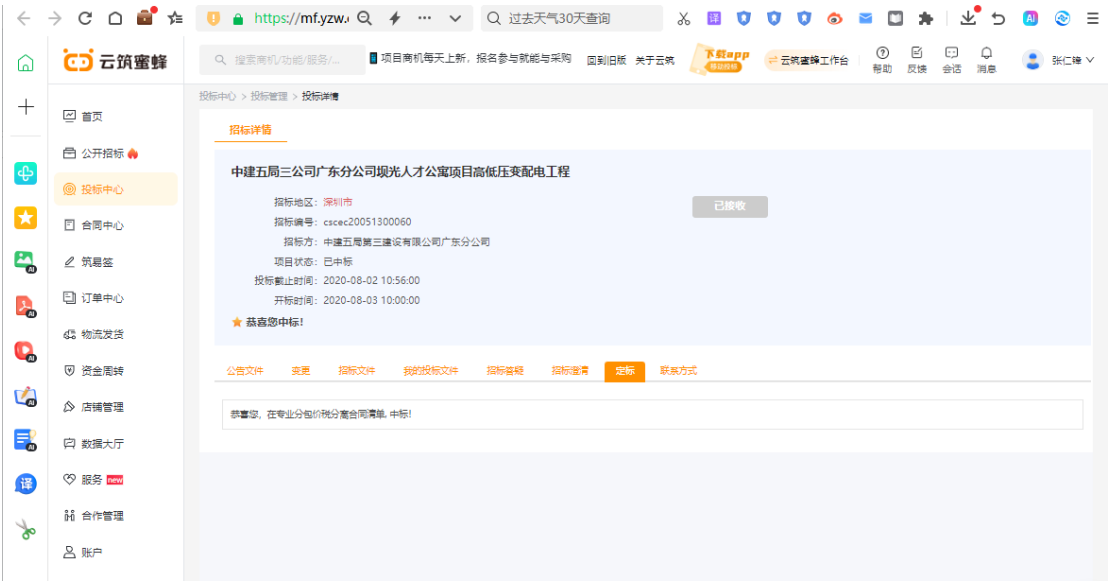 https://mf.yzw.
过去天气30天查询
译
AI
云筑蜜蜂
搜索商机/功能/服务/...
项目商机每天上新，报名参与就能与采购
回到旧版
关于云筑
下载app
移动投标
云筑蜜蜂工作台
帮助
反馈
会话
消息
张仁锋
首页
公开招标
投标中心
合同中心
筑易签
订单中心
物流发货
资金周转
店铺管理
数据大厅
服务 new
合作管理
账户
AI
AI
AI
AI
AI
译
投标中心 > 投标管理 > 投标详情
招标详情
中建五局三公司广东分公司坝光人才公寓项目高低压变配电工程
招标地区：深圳市
已接收
招标编号：cscec20051300060
招标方：中建五局第三建设有限公司广东分公司
项目状态：已中标
投标截止时间：2020-08-02 10:56:00
开标时间：2020-08-03 10:00:00
恭喜您中标!
公告文件
变更
招标文件
我的投标文件
招标答疑
招标澄清
定标
联系方式
恭喜您，在专业分包价税分离合同清单, 中标!